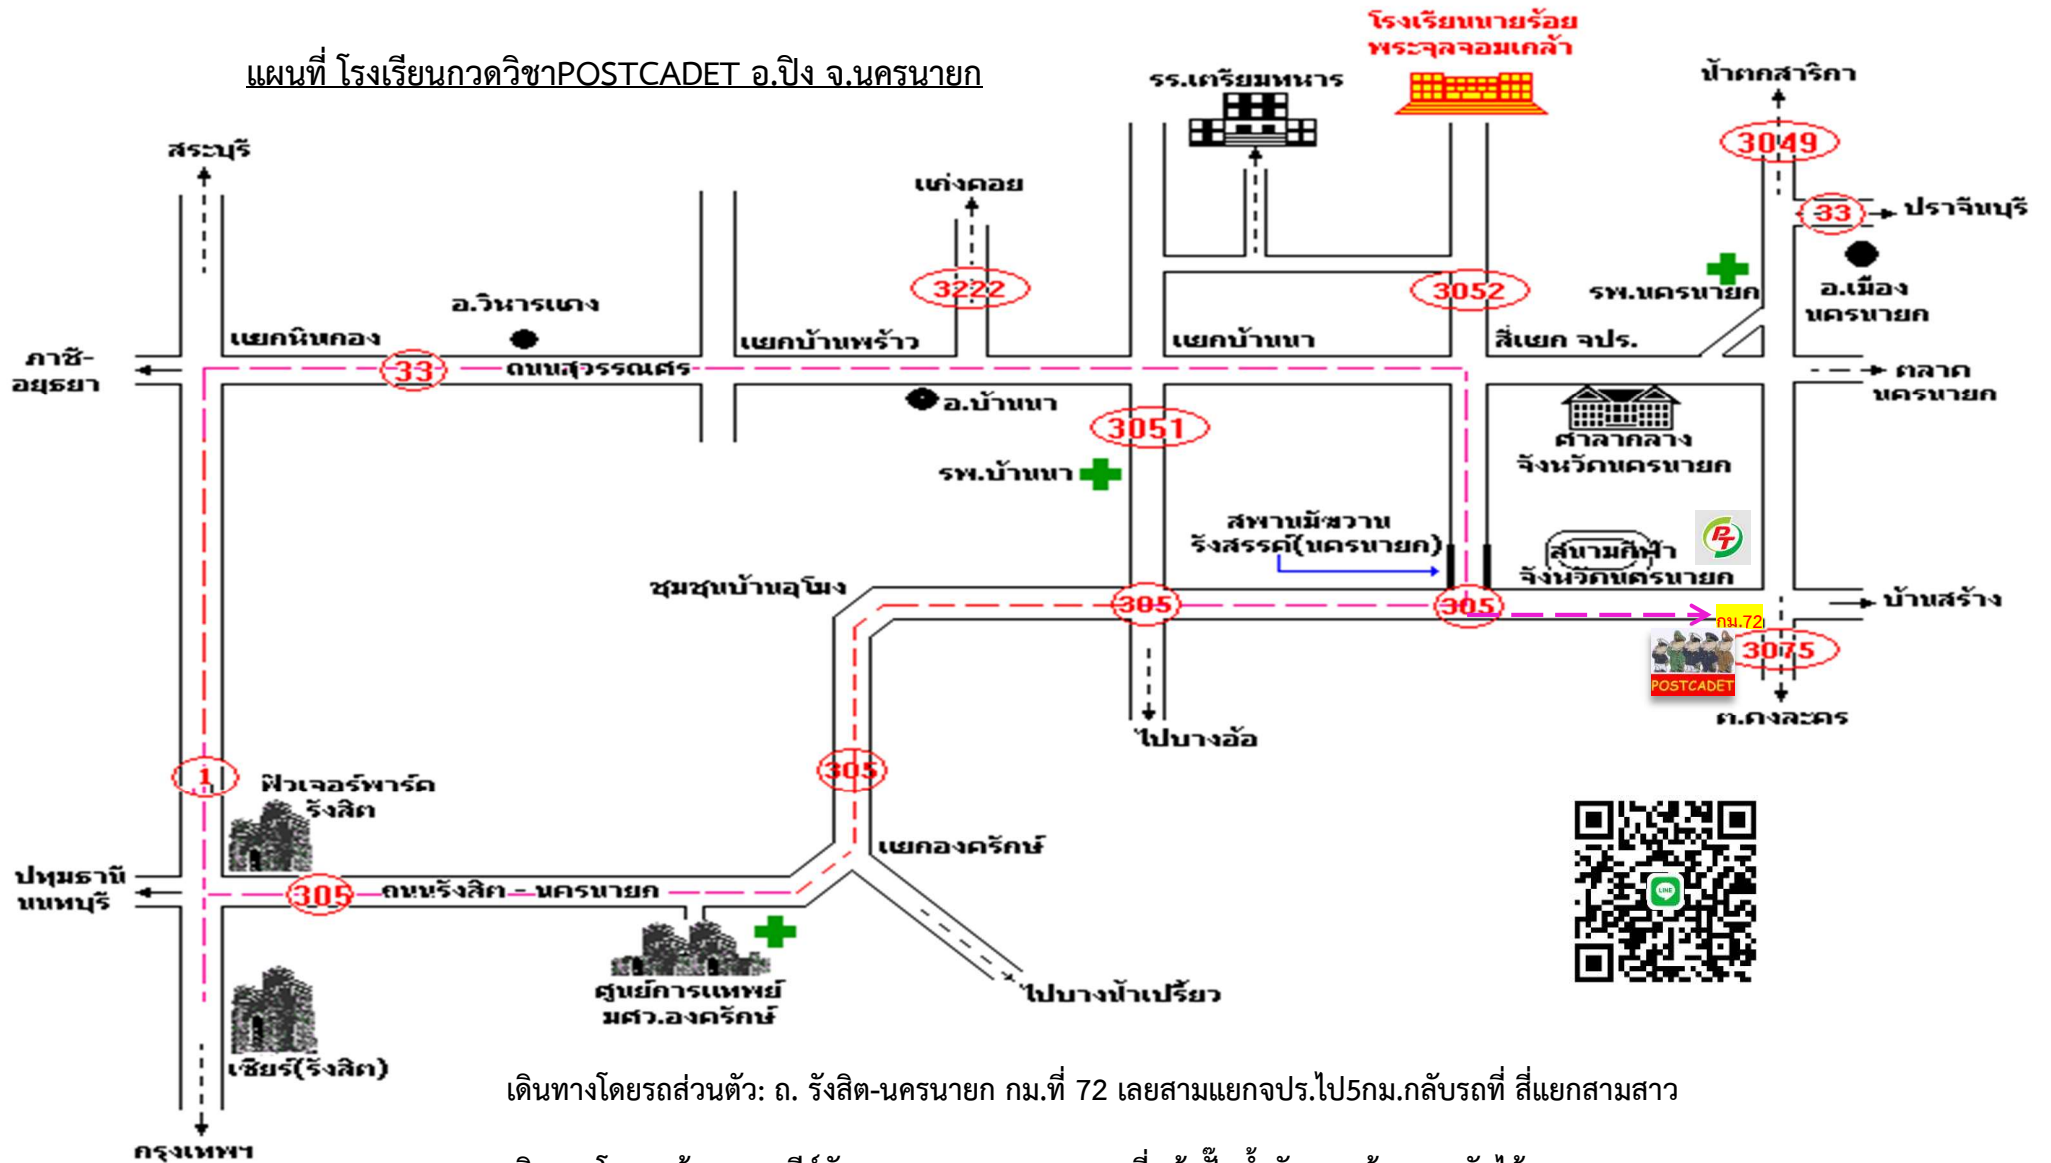 โรงเรียนนายร้อย
พระจุลจอมเกล้า
แผนที่ โรงเรียนกวดวิชาPOSTCADET อ.ปิง จ.นครนายก
รร.เตรียมทหาร
น้ำตกสาริกา
3049
สระบุรี
แก่งคอย
33
ปราจีนบุรี
3222
3052
รพ.นครนายก
อ.เมือง
นครนายก
อ.วิหารแดง
แยกหินกอง
แยกบ้านพร้าว
แยกบ้านนา
สี่แยก จปร.
ภาชี-
อยุธยา
33
ถนนสุวรรณศร
ตลาด
นครนายก
อ.บ้านนา
3051
ศาลากลาง
จังหวัดนครนายก
รพ.บ้านนา
สพานมัฆวาน
รังสรรค์(นครนายก)
PT
สนามกีฬา
จังหวัดนครนายก
ชุมชนบ้านอุโมง
305
305
บ้านสร้าง
กม.72
3075
POSTCADET
ต.ดงละคร
ไปบางอ้อ
1
ฟิวเจอร์พาร์ค
รังสิต
305
แยกองครักษ์
ปทุมธานี
นนทบุรี
305
ถนนรังสิต - นครนายก
LINE
ศูนย์การแพทย์
มศว.องครักษ์
ไปบางน้ำเปรี้ยว
เซียร์(รังสิต)
เดินทางโดยรถส่วนตัว: ถ. รังสิต-นครนายก กม.ที่ 72 เลยสามแยกจปร.ไป5กม.กลับรถที่ สี่แยกสามสาว
กรุงเทพฯ